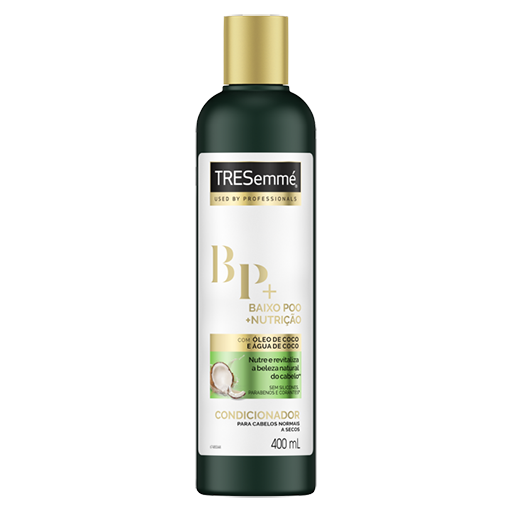 TRESemmé
USED BY PROFESSIONALS
BP+
BAIXO POO
+NUTRIÇÃO
COM ÓLEO DE COCO
E ÁGUA DE COCO
Nutre e revitaliza
a beleza natural
do cabelo*
SEM SILICONES,
PARABENOS E CORANTES*
CONDICIONADOR
PARA CABELOS NORMAIS
A SECOS
400 mL